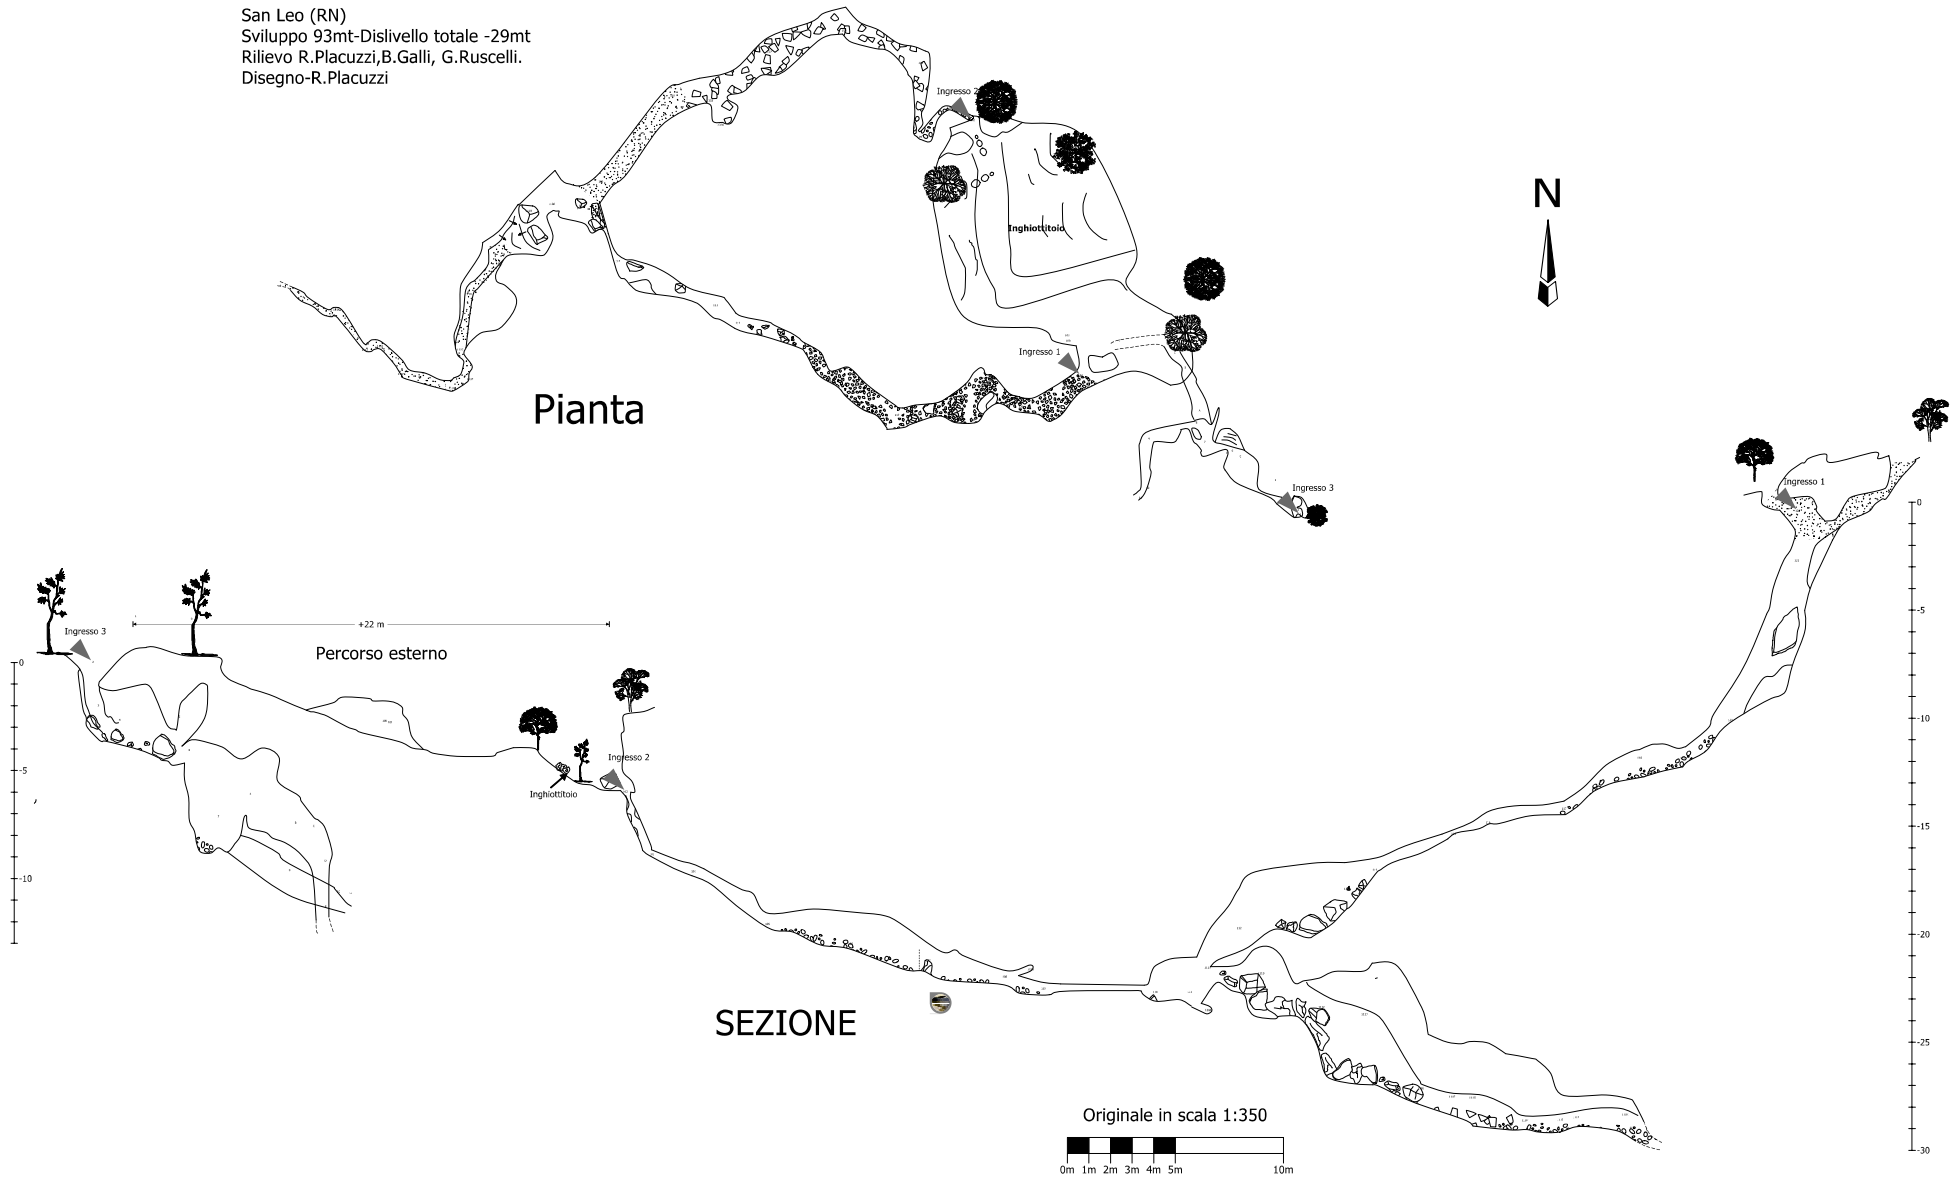 San Leo (RN)
Sviluppo 93mt-Dislivello totale -29mt
Rilievo R.Placuzzi,B.Galli, G.Ruscelli.
Disegno-R.Placuzzi
Ingresso 2
N
Inghiottitoio
Ingresso 1
Pianta
Ingresso 3
Ingresso 1
0
-5
-10
-15
-20
-25
-30
+22 m
Ingresso 3
Percorso esterno
0
-5
-10
Ingresso 2
Inghiottitoio
SEZIONE
Originale in scala 1:350
0m 1m 2m 3m 4m 5m 10m